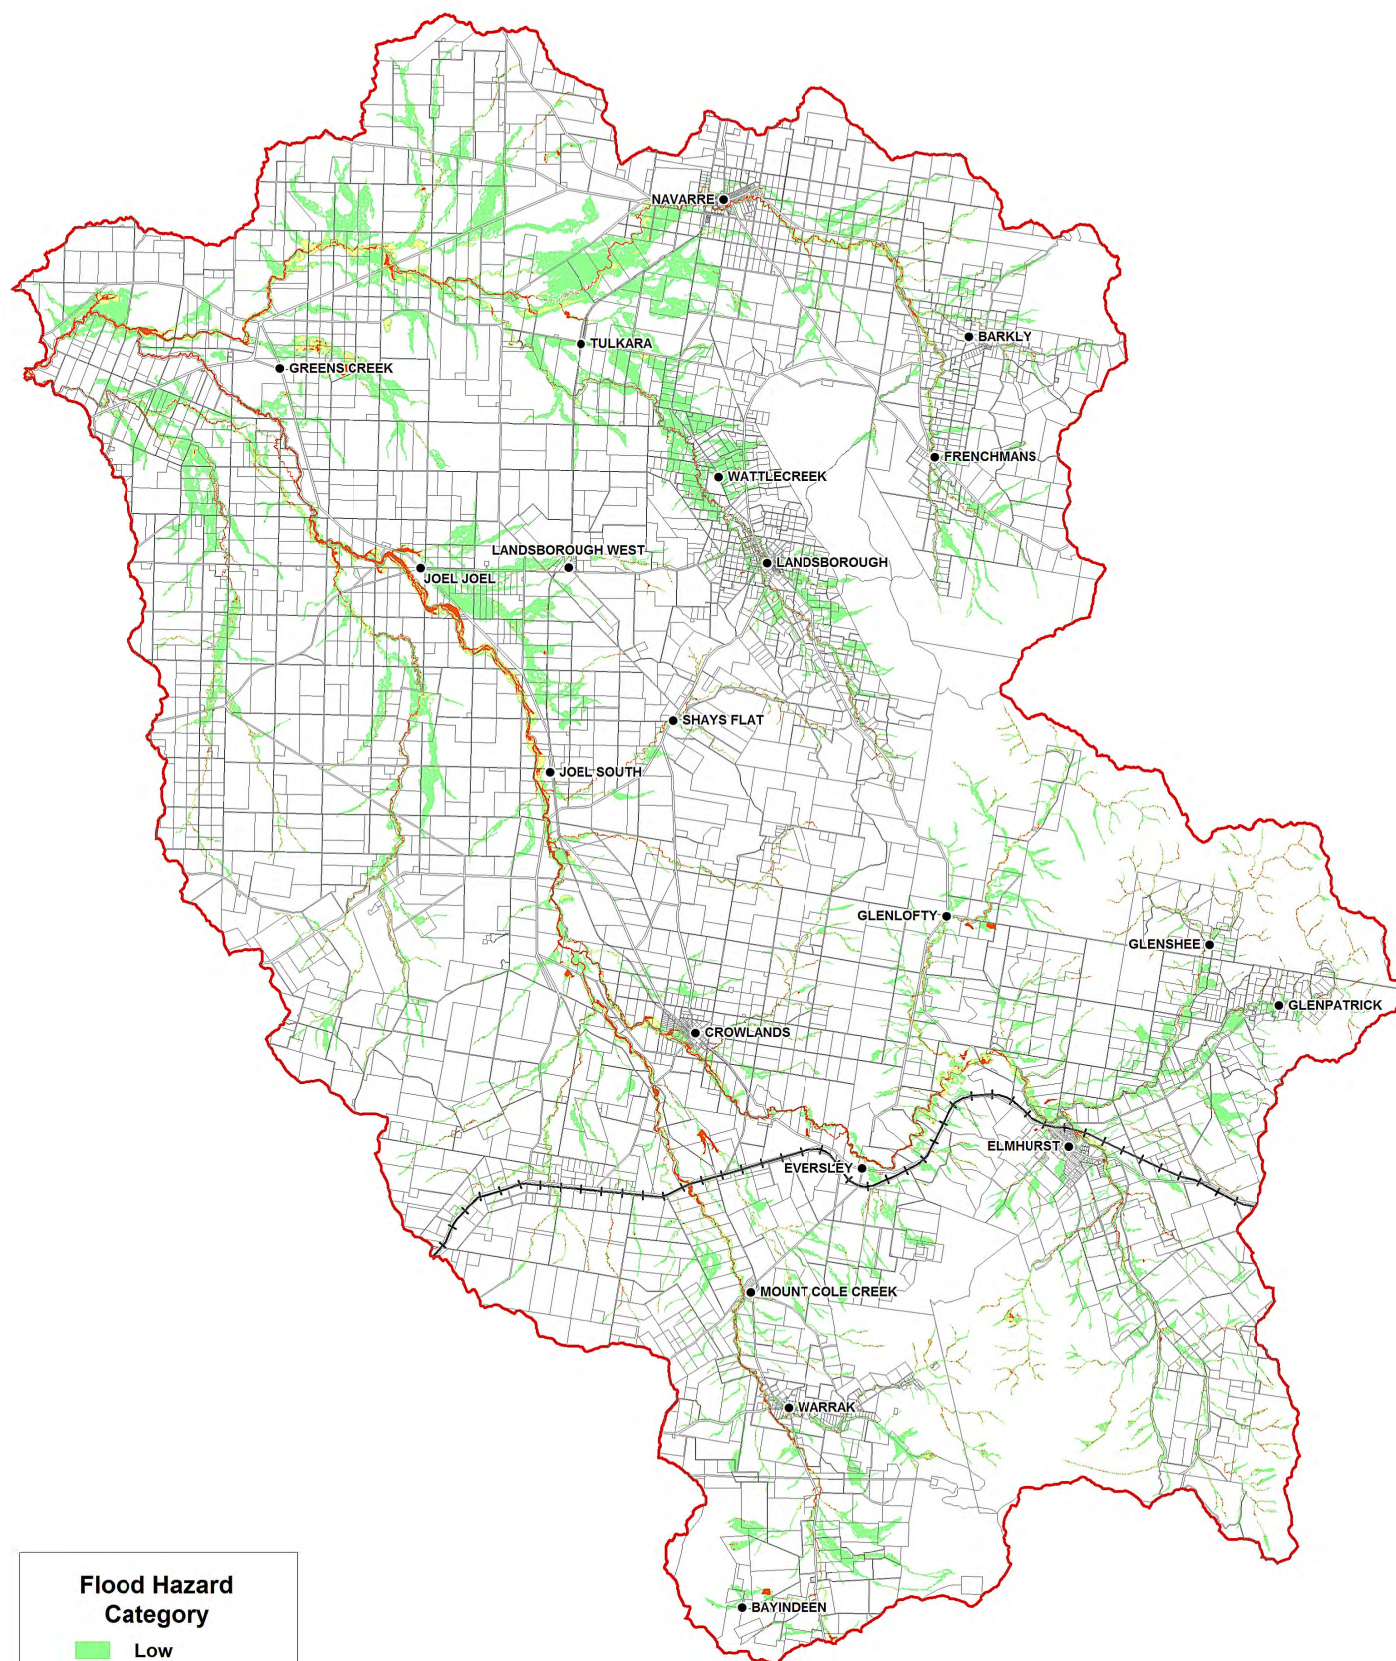 NAVARRE
BARKLY
TULKARA
GREENS CREEK
FRENCHMANS
WATTLECREEK
LANDSBOROUGH WEST
LANDSBOROUGH
JOEL JOEL
SHAYS FLAT
JOEL SOUTH
GLENLOFTY
GLENSHEE
GLENPATRICK
CROWLANDS
ELMHURST
EVERSLEY
MOUNT COLE CREEK
WARRAK
BAYINDEEN
Flood Hazard
Category
Low